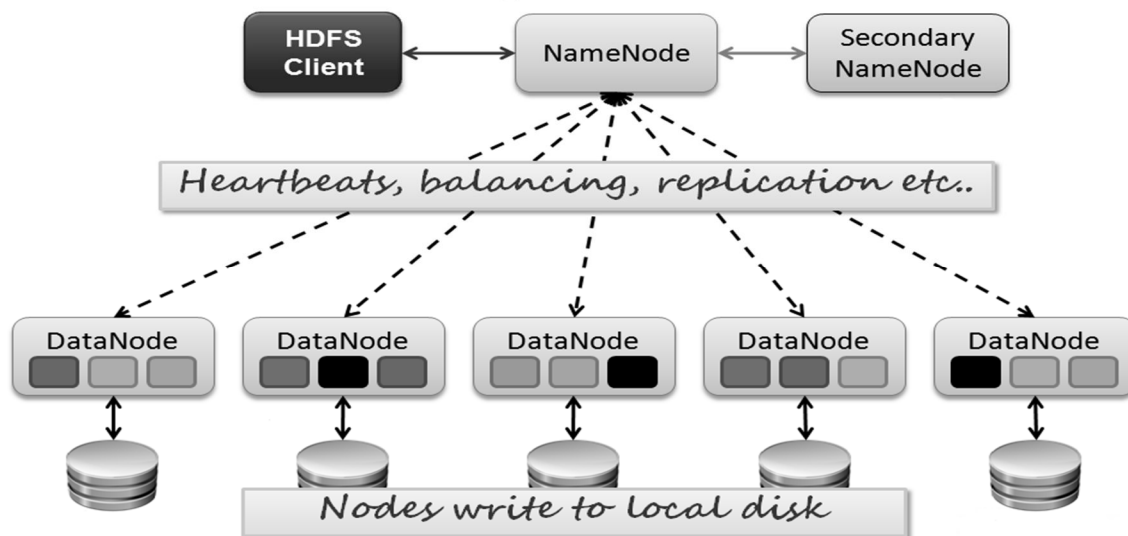 HDFS
Client
NameNode
Secondary
NameNode
Heartbeats, balancing, replication etc..
DataNode
DataNode
DataNode
DataNode
DataNode
Nodes write to local disk